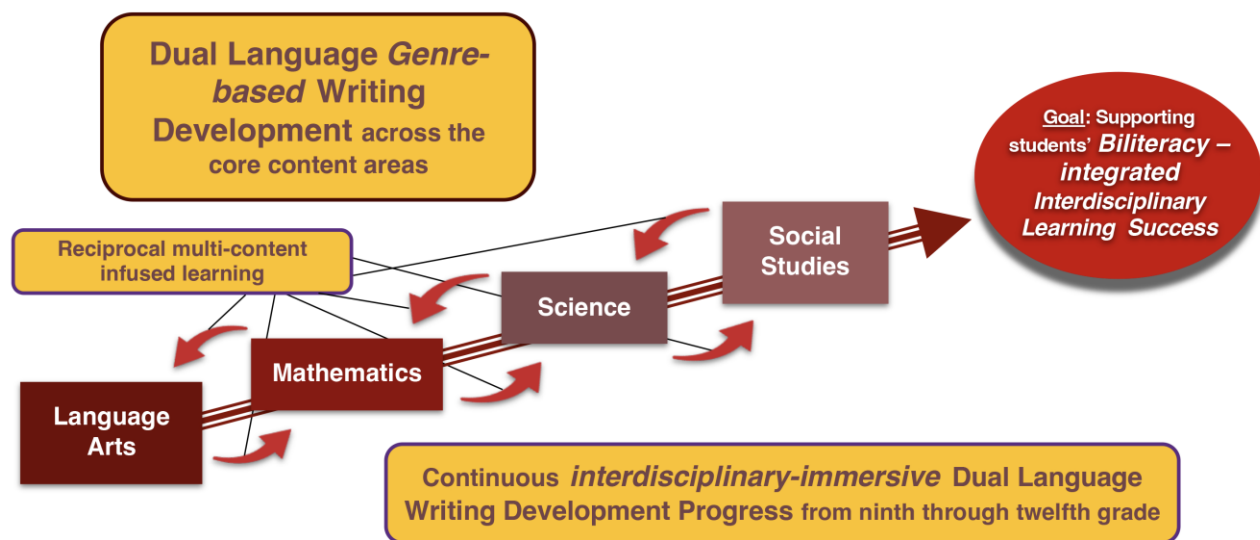 Dual Language Genre-
based Writing
Development across the
core content areas
Goal: Supporting
students’ Biliteracy –
integrated
Interdisciplinary
Learning Success
Reciprocal multi-content
infused learning
Social
Studies
Science
Mathematics
Language
Arts
Continuous interdisciplinary-immersive Dual Language
Writing Development Progress from ninth through twelfth grade